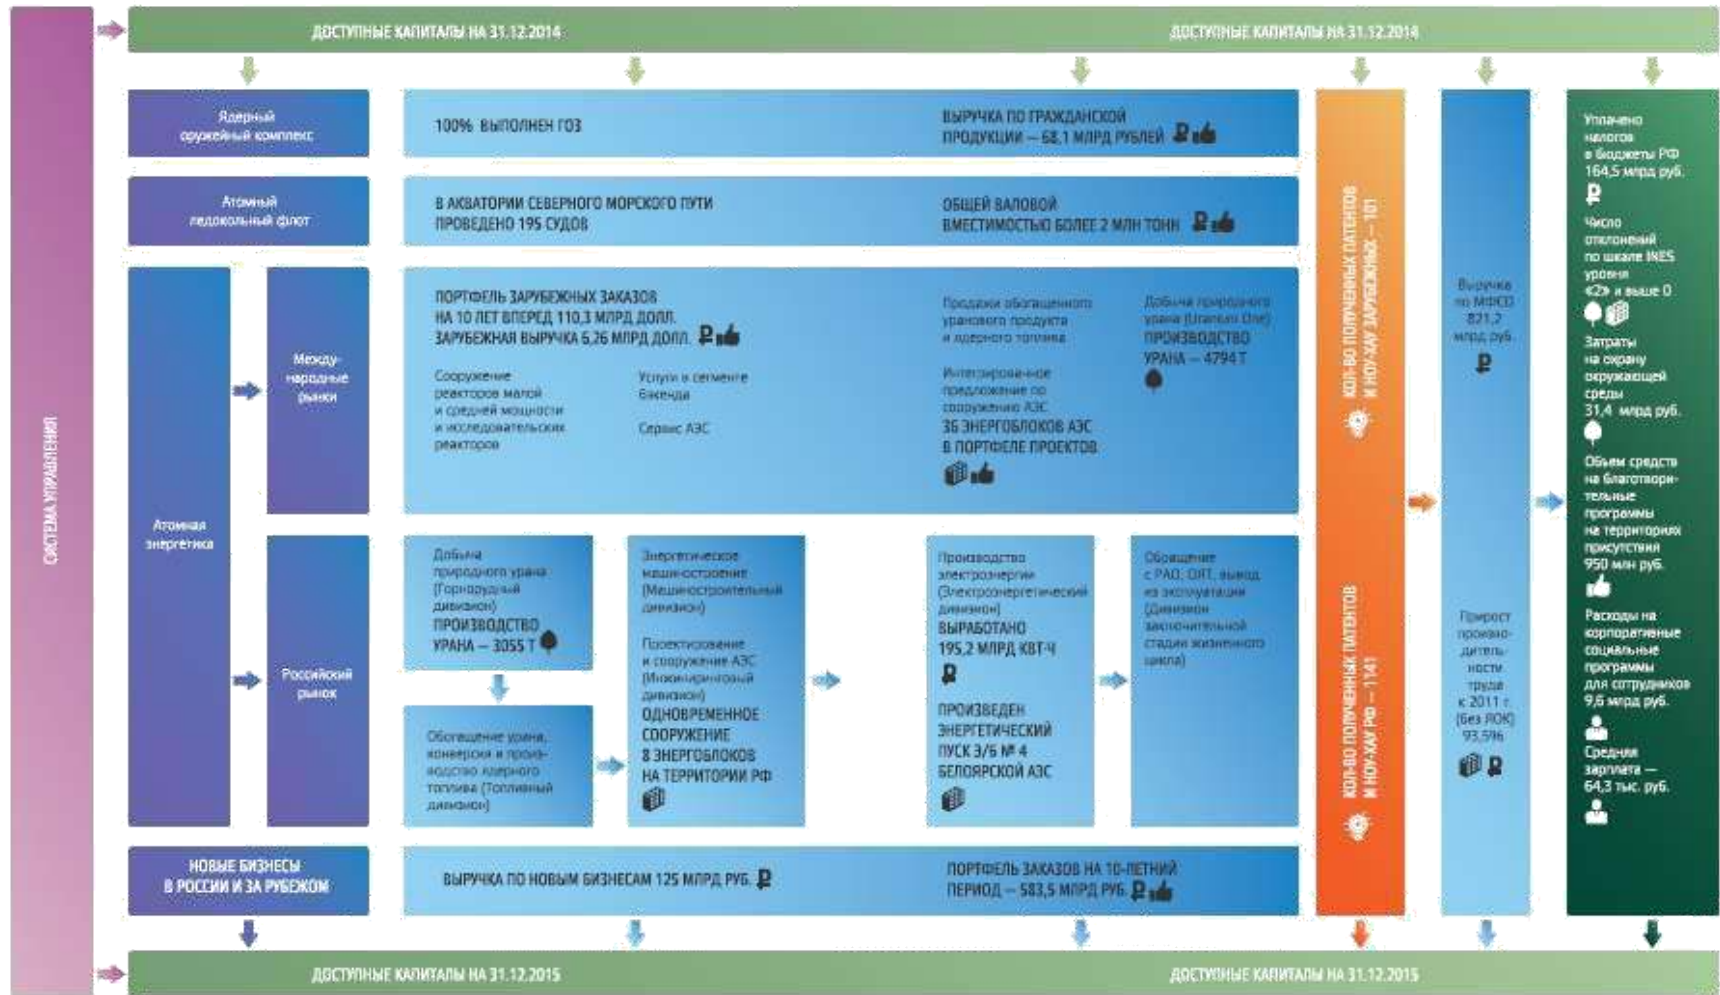 СИСТЕМА УПРАВЛЕНИЯ
ДОСТУПНЫЕ КАПИТАЛЫ НА 31.12.2014
ДОСТУПНЫЕ КАПИТАЛЫ НА 31.12.2014
Ядерный
оружейный комплекс
100% ВЫПОЛНЕН ГОЗ
ВЫРУЧКА ПО ГРАЖДАНСКОЙ
ПРОДУКЦИИ — 68,1 МЛРД РУБЛЕЙ
Атомный
ледокольный флот
В АКВАТОРИИ СЕВЕРНОГО МОРСКОГО ПУТИ
ПРОВЕДЕНО 195 СУДОВ
ОБЩЕЙ ВАЛОВОЙ
ВМЕСТИМОСТЬЮ БОЛЕЕ 2 МЛН ТОНН
Атомная
энергетика
Между-
народные
рынки
ПОРТФЕЛЬ ЗАРУБЕЖНЫХ ЗАКАЗОВ
НА 10 ЛЕТ ВПЕРЕД 110,3 МЛРД ДОЛЛ.
ЗАРУБЕЖНАЯ ВЫРУЧКА 6,26 МЛРД ДОЛЛ.
Сооружение
реакторов малой
и средней мощности
и исследовательских
реакторов
Услуги в сегменте
бэкенда
Сервис АЭС
Продажи обогащенного
уранового продукта
и ядерного топлива
Интегрированное
предложение по
сооружению АЭС
36 ЭНЕРГОБЛОКОВ АЭС
В ПОРТФЕЛЕ ПРОЕКТОВ
Добыча природного
урана (Uranium One)
ПРОИЗВОДСТВО
УРАНА — 4794 Т
Российский
рынок
Добыча
природного урана
(Горнорудный
дивизион)
ПРОИЗВОДСТВО
УРАНА — 3055 Т
Обогащение урана,
конверсия и произ-
водство ядерного
топлива (Топливный
дивизион)
Энергетическое
машиностроение
(Машиностроительный
дивизион)
Проектирование
и сооружение АЭС
(Инжиниринговый
дивизион)
ОДНОВРЕМЕННОЕ
СООРУЖЕНИЕ
8 ЭНЕРГОБЛОКОВ
НА ТЕРРИТОРИИ РФ
Производство
электроэнергии
(Электроэнергетический
дивизион)
ВЫРАБОТАНО
195,2 МЛРД КВТ·Ч
ПРОИЗВЕДЕН
ЭНЕРГЕТИЧЕСКИЙ
ПУСК Э/Б № 4
БЕЛОЯРСКОЙ АЭС
Обращение
с РАО, ОЯТ, вывод
из эксплуатации
(Дивизион
заключительной
стадии жизненного
цикла)
НОВЫЕ БИЗНЕСЫ
В РОССИИ И ЗА РУБЕЖОМ
ВЫРУЧКА ПО НОВЫМ БИЗНЕСАМ 125 МЛРД РУБ.
ПОРТФЕЛЬ ЗАКАЗОВ НА 10-ЛЕТНИЙ
ПЕРИОД — 583,5 МЛРД РУБ.
КОЛ-ВО ПОЛУЧЕННЫХ ПАТЕНТОВ
И НОУ-ХАУ ЗАРУБЕЖНЫХ — 101
КОЛ-ВО ПОЛУЧЕННЫХ ПАТЕНТОВ
И НОУ-ХАУ РФ — 1141
Выручка
по МФСО
821,2
млрд руб.
Прирост
произво-
дитель-
ности
труда
к 2011 г.
(без ЯОК)
93,5%
Уплачено
налогов
в бюджеты РФ
164,5 млрд руб.
Число
отклонений
по шкале INES
уровня
«2» и выше 0
Затраты
на охрану
окружающей
среды
31,4 млрд руб.
Объем средств
на благотвори-
тельные
программы
на территориях
присутствия
950 млн руб.
Расходы на
корпоративные
социальные
программы
для сотрудников
9,6 млрд руб.
Средняя
зарплата —
64,3 тыс. руб.
ДОСТУПНЫЕ КАПИТАЛЫ НА 31.12.2015
ДОСТУПНЫЕ КАПИТАЛЫ НА 31.12.2015